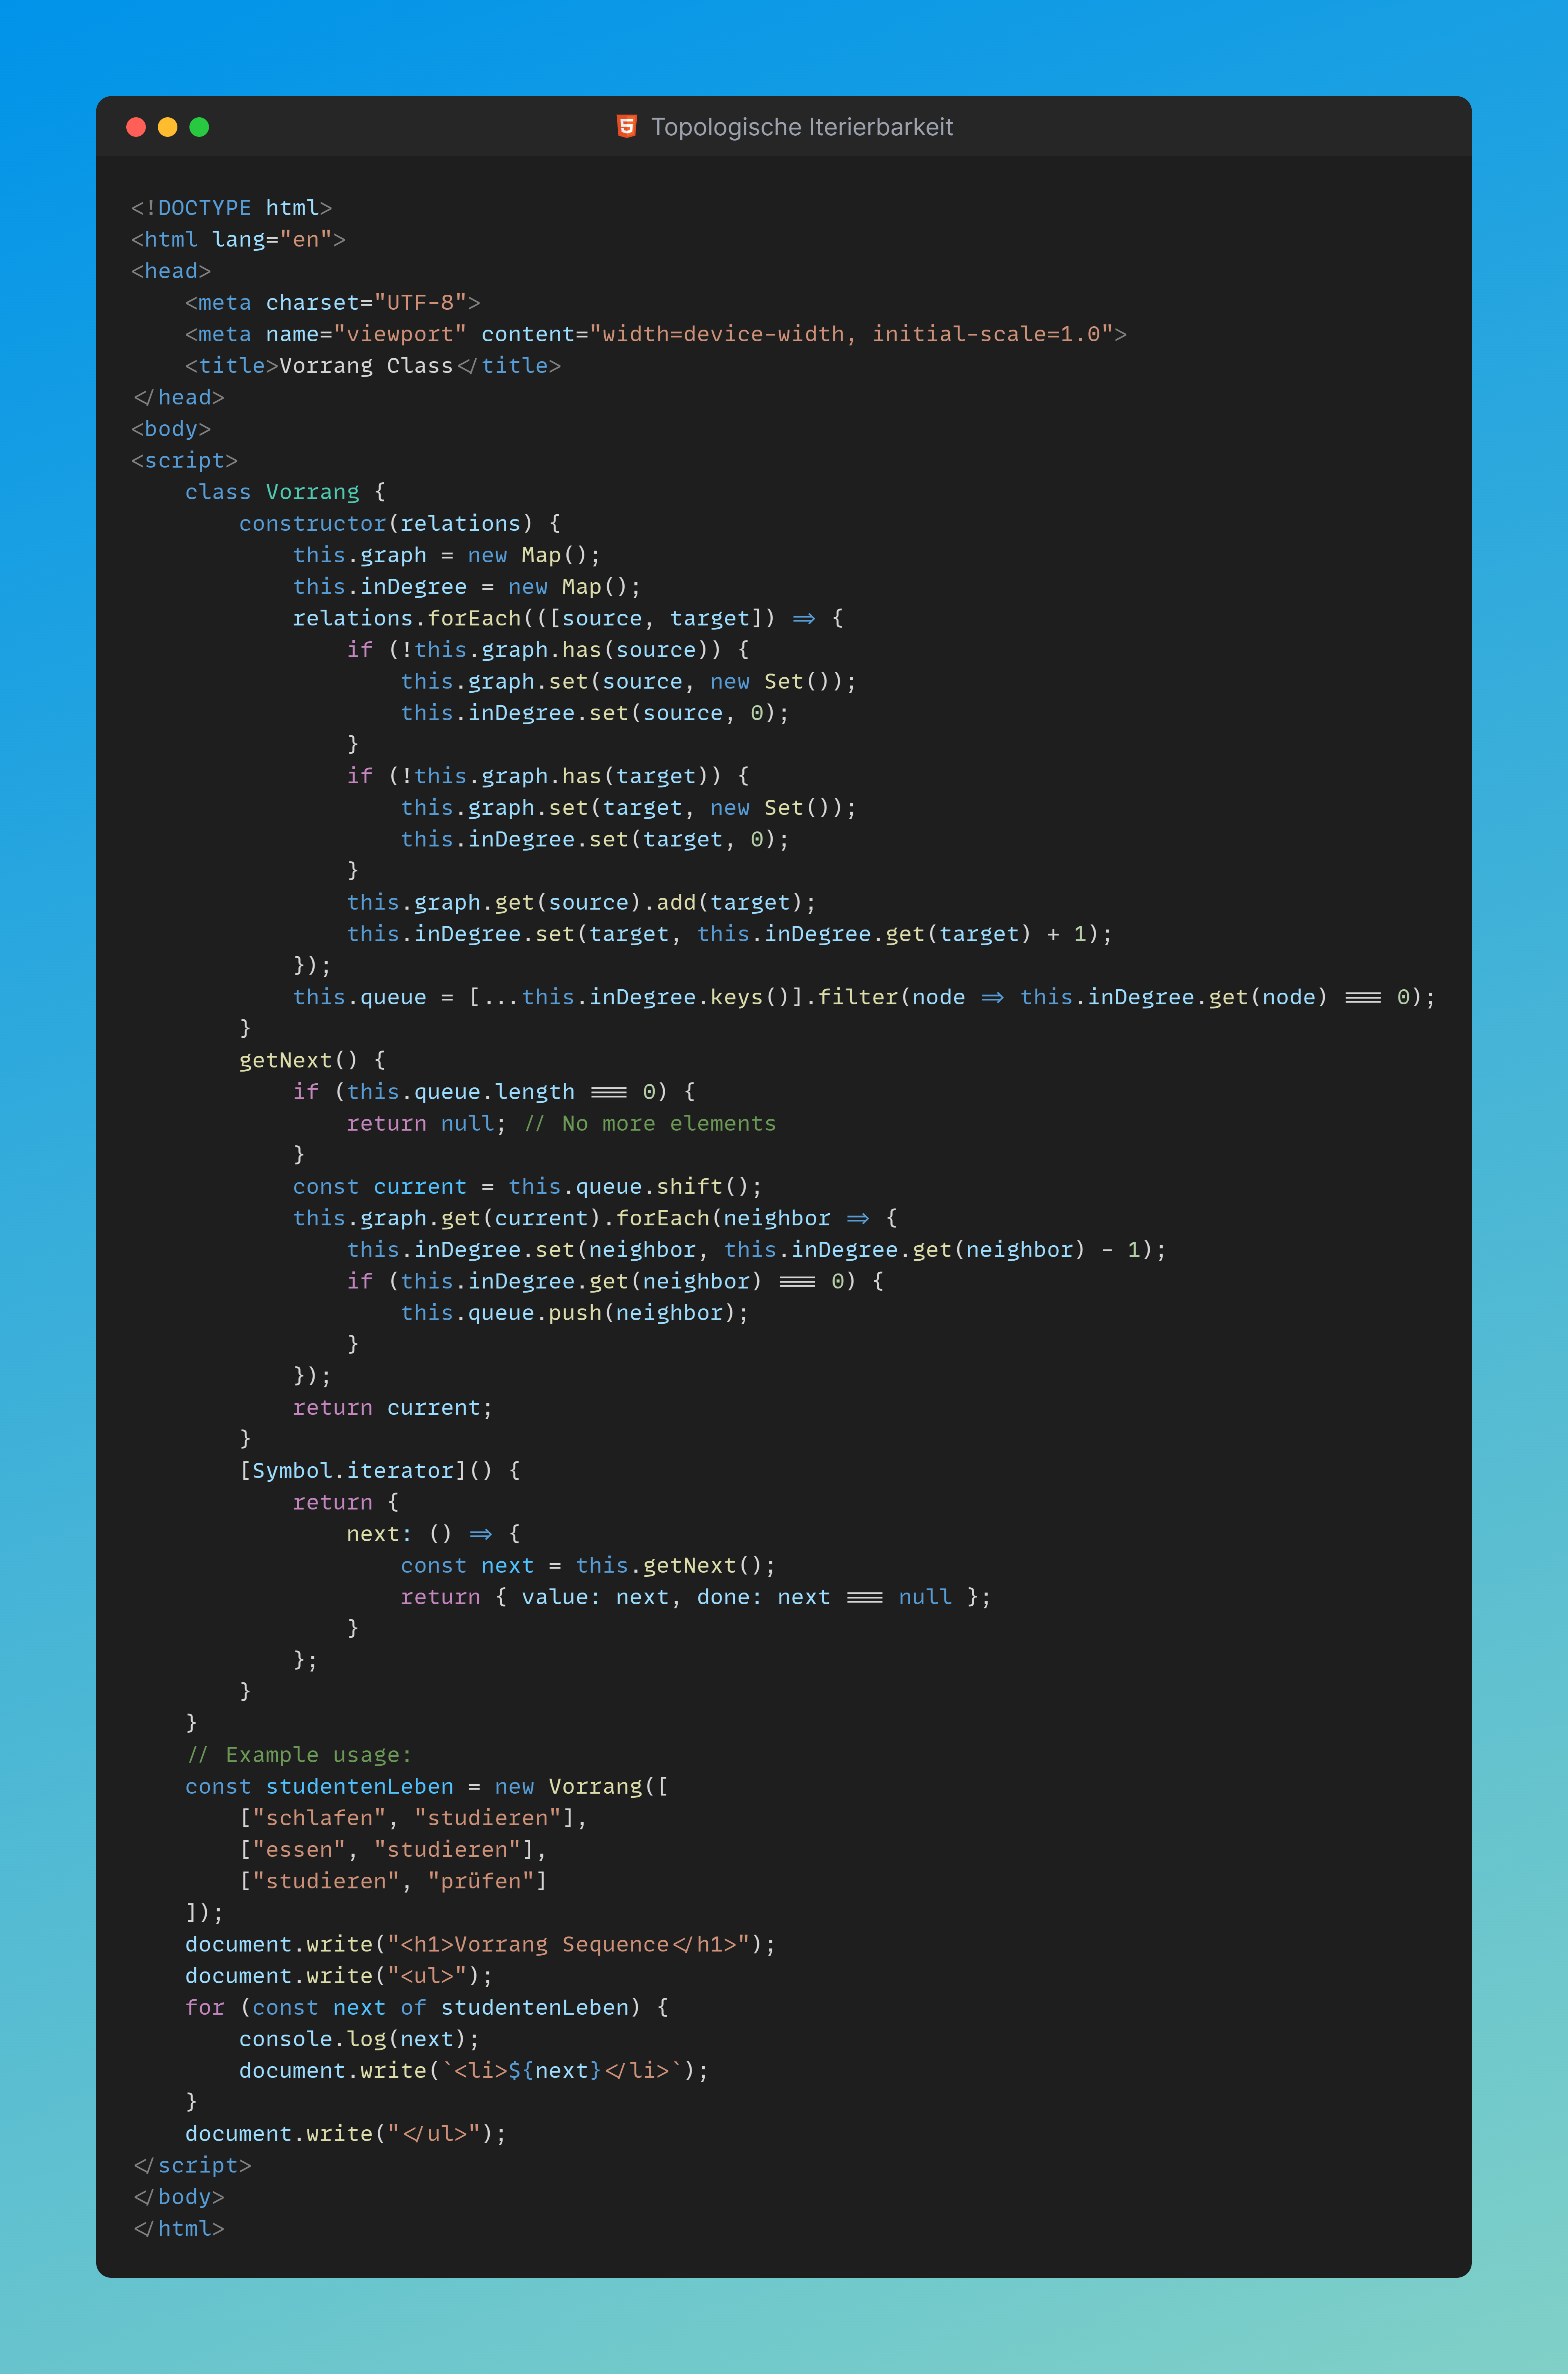 Topologische Iterierbarkeit
<!DOCTYPE html>
<html lang="en">
<head>
    <meta charset="UTF-8">
    <meta name="viewport" content="width=device-width, initial-scale=1.0">
    <title>Vorrang Class</title>
</head>
<body>
<script>
    class Vorrang {
        constructor(relations) {
            this.graph = new Map();
            this.inDegree = new Map();
            relations.forEach(([source, target]) => {
                if (!this.graph.has(source)) {
                    this.graph.set(source, new Set());
                    this.inDegree.set(source, 0);
                }
                if (!this.graph.has(target)) {
                    this.graph.set(target, new Set());
                    this.inDegree.set(target, 0);
                }
                this.graph.get(source).add(target);
                this.inDegree.set(target, this.inDegree.get(target) + 1);
            });
            this.queue = [...this.inDegree.keys()].filter(node => this.inDegree.get(node) === 0);
        }
        getNext() {
            if (this.queue.length === 0) {
                return null; // No more elements
            }
            const current = this.queue.shift();
            this.graph.get(current).forEach(neighbor => {
                this.inDegree.set(neighbor, this.inDegree.get(neighbor) - 1);
                if (this.inDegree.get(neighbor) === 0) {
                    this.queue.push(neighbor);
                }
            });
            return current;
        }
        [Symbol.iterator]() {
            return {
                next: () => {
                    const next = this.getNext();
                    return { value: next, done: next === null };
                }
            };
        }
    }
    // Example usage:
    const studentenLeben = new Vorrang([
        ["schlafen", "studieren"],
        ["essen", "studieren"],
        ["studieren", "prüfen"]
    ]);
    document.write("<h1>Vorrang Sequence</h1>");
    document.write("<ul>");
    for (const next of studentenLeben) {
        console.log(next);
        document.write(`<li>${next}</li>`);
    }
    document.write("</ul>");
</script>
</body>
</html>